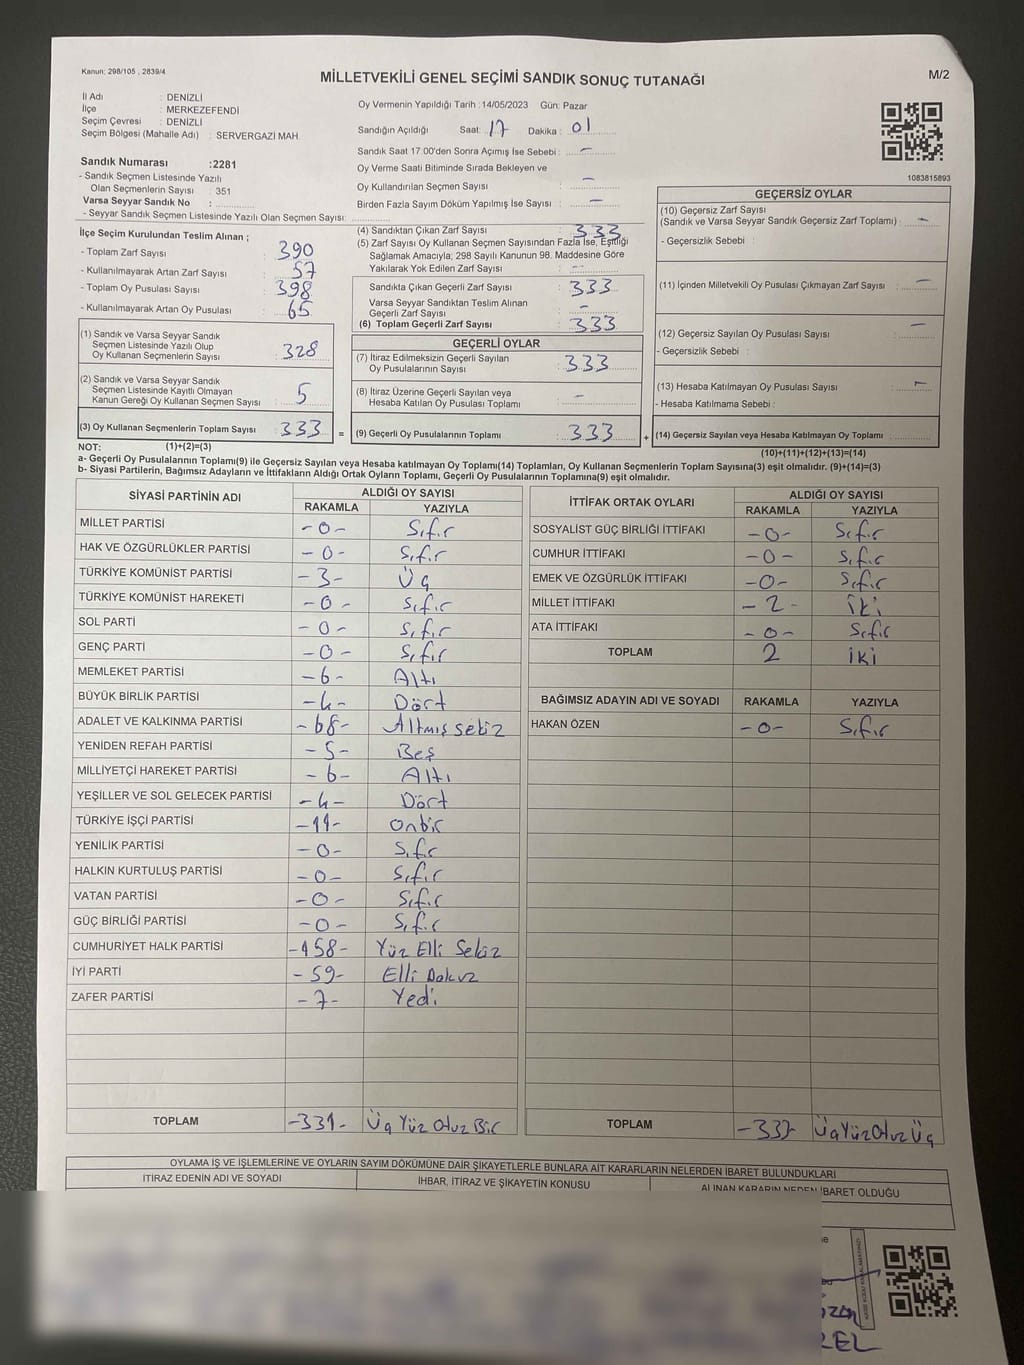 Kanun: 298/105 , 2839/4
MİLLETVEKİLİ GENEL SEÇİMİ SANDIK SONUÇ TUTANAĞI
M/2
İl Adı : DENİZLİ
İlçe : MERKEZEFENDİ
Seçim Çevresi : DENİZLİ
Seçim Bölgesi (Mahalle Adı) : SERVERGAZİ MAH.
Sandık Numarası :2281
- Sandık Seçmen Listesinde Yazılı
Olan Seçmenlerin Sayısı : 351
Varsa Seyyar Sandık No :
- Seyyar Sandık Seçmen Listesinde Yazılı Olan Seçmen Sayısı:
Oy Vermenin Yapıldığı Tarih :14/05/2023 Gün: Pazar
Sandığın Açıldığı Saat: 17 Dakika : 01
Sandık Saat 17:00'den Sonra Açımış İse Sebebi : -
Oy Verme Saati Bitiminde Sırada Bekleyen ve
Oy Kullandırılan Seçmen Sayısı : -
Birden Fazla Sayım Döküm Yapılmış İse Sayısı : -
1083815893
İlçe Seçim Kurulundan Teslim Alınan ;
- Toplam Zarf Sayısı : 390
- Kullanılmayarak Artan Zarf Sayısı : 57
- Toplam Oy Pusulası Sayısı : 398
- Kullanılmayarak Artan Oy Pusulası : 65
(1) Sandık ve Varsa Seyyar Sandık
Seçmen Listesinde Yazılı Olup
Oy Kullanan Seçmenlerin Sayısı : 328
(2) Sandık ve Varsa Seyyar Sandık
Seçmen Listesinde Kayıtlı Olmayan
Kanun Gereği Oy Kullanan Seçmen Sayısı : 5
(3) Oy Kullanan Seçmenlerin Toplam Sayısı : 333 =
(4) Sandıktan Çıkan Zarf Sayısı : 333
(5) Zarf Sayısı Oy Kullanan Seçmen Sayısından Fazla İse, Eşitliği
Sağlamak Amacıyla; 298 Sayılı Kanunun 98. Maddesine Göre
Yakılarak Yok Edilen Zarf Sayısı : -
Sandıkta Çıkan Geçerli Zarf Sayısı : 333
Varsa Seyyar Sandıktan Teslim Alınan
Geçerli Zarf Sayısı : -
(6) Toplam Geçerli Zarf Sayısı : 333
GEÇERLİ OYLAR
(7) İtiraz Edilmeksizin Geçerli Sayılan
Oy Pusulalarının Sayısı : 333
(8) İtiraz Üzerine Geçerli Sayılan veya
Hesaba Katılan Oy Pusulası Toplamı : -
(9) Geçerli Oy Pusulalarının Toplamı : 333 +
GEÇERSİZ OYLAR
(10) Geçersiz Zarf Sayısı
(Sandık ve Varsa Seyyar Sandık Geçersiz Zarf Toplamı) : -
- Geçersizlik Sebebi :
(11) İçinden Milletvekili Oy Pusulası Çıkmayan Zarf Sayısı : -
(12) Geçersiz Sayılan Oy Pusulası Sayısı : -
- Geçersizlik Sebebi :
(13) Hesaba Katılmayan Oy Pusulası Sayısı : -
- Hesaba Katılmama Sebebi :
(14) Geçersiz Sayılan veya Hesaba Katılmayan Oy Toplamı :
NOT: (1)+(2)=(3)
(10)+(11)+(12)+(13)=(14)
a- Geçerli Oy Pusulalarının Toplamı(9) ile Geçersiz Sayılan veya Hesaba katılmayan Oy Toplamı(14) Toplamları, Oy Kullanan Seçmenlerin Toplam Sayısına(3) eşit olmalıdır. (9)+(14)=(3)
b- Siyasi Partilerin, Bağımsız Adayların ve İttifakların Aldığı Ortak Oyların Toplamı, Geçerli Oy Pusulalarının Toplamına(9) eşit olmalıdır.
SİYASİ PARTİNİN ADI ALDIĞI OY SAYISI
RAKAMLA YAZIYLA
MİLLET PARTİSİ -0- Sıfır
HAK VE ÖZGÜRLÜKLER PARTİSİ -0- Sıfır
TÜRKİYE KOMÜNİST PARTİSİ -3- Üç
TÜRKİYE KOMÜNİST HAREKETİ -0- Sıfır
SOL PARTİ -0- Sıfır
GENÇ PARTİ -0- Sıfır
MEMLEKET PARTİSİ -6- Altı
BÜYÜK BİRLİK PARTİSİ -4- Dört
ADALET VE KALKINMA PARTİSİ -68- Altmış sekiz
YENİDEN REFAH PARTİSİ -5- Beş
MİLLİYETÇİ HAREKET PARTİSİ -6- Altı
YEŞİLLER VE SOL GELECEK PARTİSİ -4- Dört
TÜRKİYE İŞÇİ PARTİSİ -11- Onbir
YENİLİK PARTİSİ -0- Sıfr
HALKIN KURTULUŞ PARTİSİ -0- Sıfır
VATAN PARTİSİ -0- Sıfır
GÜÇ BİRLİĞİ PARTİSİ -0- Sıfır
CUMHURİYET HALK PARTİSİ -158- Yüz Elli Sekiz
İYİ PARTİ -59- Elli Dokuz
ZAFER PARTİSİ -7- Yedi
TOPLAM -331- Üç Yüz Otuz Bir
İTTİFAK ORTAK OYLARI ALDIĞI OY SAYISI
RAKAMLA YAZIYLA
SOSYALİST GÜÇ BİRLİĞİ İTTİFAKI -0- Sıfır
CUMHUR İTTİFAKI -0- Sıfır
EMEK VE ÖZGÜRLÜK İTTİFAKI -0- Sıfır
MİLLET İTTİFAKI -2- İki
ATA İTTİFAKI -0- Sıfır
TOPLAM 2 İki
BAĞIMSIZ ADAYIN ADI VE SOYADI RAKAMLA YAZIYLA
HAKAN ÖZEN -0- Sıfır
TOPLAM -333- Üç Yüz Otuz Üç
OYLAMA İŞ VE İŞLEMLERİNE VE OYLARIN SAYIM DÖKÜMÜNE DAİR ŞİKAYETLERLE BUNLARA AİT KARARLARIN NELERDEN İBARET BULUNDUKLARI
İTİRAZ EDENİN ADI VE SOYADI İHBAR, İTİRAZ VE ŞİKAYETİN KONUSU ALINAN KARARIN NEDEN İBARET OLDUĞU